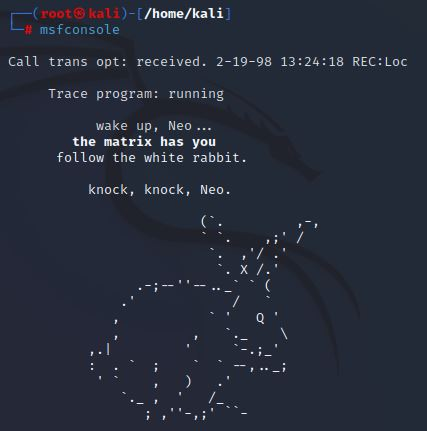 ┌──(root㉿kali)-[/home/kali]
└─# msfconsole
Call trans opt: received. 2-19-98 13:24:18 REC:Loc
Trace program: running
wake up, Neo...
the matrix has you
follow the white rabbit.
knock, knock, Neo.